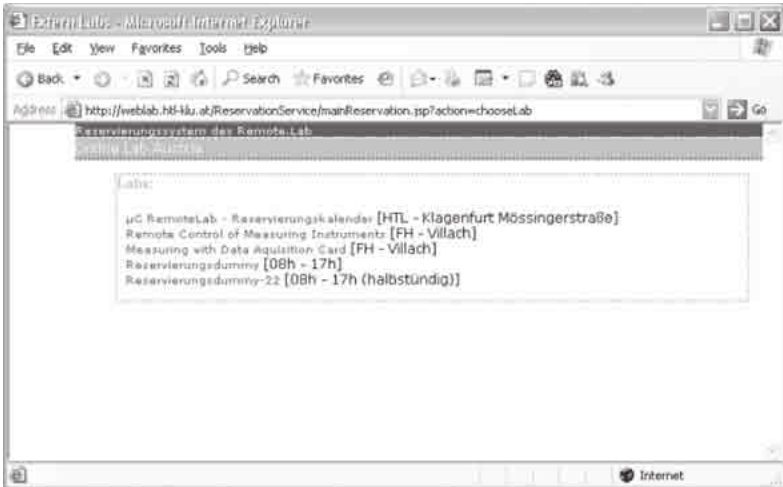 Extern Labs - Microsoft Internet Explorer
File Edit View Favorites Tools Help
Back Search Favorites
Address http://weblab.htl-klu.at/ReservationService/mainReservation.jsp?action=chooseLab Go
Reservierungssystem des Remote.Lab
Online Lab Austria
Labs:
µC RemoteLab - Reservierungskalender [HTL - Klagenfurt Mössingerstraße]
Remote Control of Measuring Instruments [FH - Villach]
Measuring with Data Aquisition Card [FH - Villach]
Reservierungsdummy [08h - 17h]
Reservierungsdummy-22 [08h - 17h (halbstündig)]
Internet